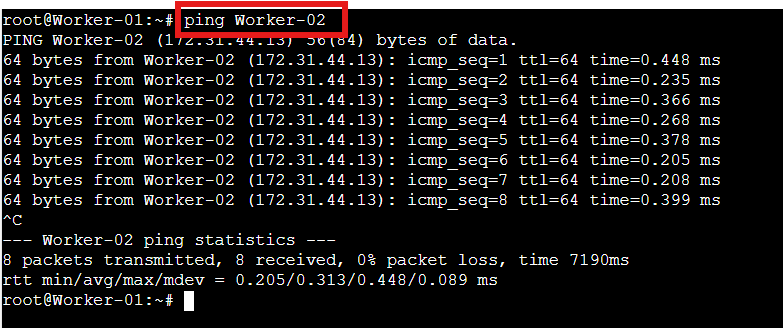 root@Worker-01:~# ping Worker-02
PING Worker-02 (172.31.44.13) 56(84) bytes of data.
64 bytes from Worker-02 (172.31.44.13): icmp_seq=1 ttl=64 time=0.448 ms
64 bytes from Worker-02 (172.31.44.13): icmp_seq=2 ttl=64 time=0.235 ms
64 bytes from Worker-02 (172.31.44.13): icmp_seq=3 ttl=64 time=0.366 ms
64 bytes from Worker-02 (172.31.44.13): icmp_seq=4 ttl=64 time=0.268 ms
64 bytes from Worker-02 (172.31.44.13): icmp_seq=5 ttl=64 time=0.378 ms
64 bytes from Worker-02 (172.31.44.13): icmp_seq=6 ttl=64 time=0.205 ms
64 bytes from Worker-02 (172.31.44.13): icmp_seq=7 ttl=64 time=0.208 ms
64 bytes from Worker-02 (172.31.44.13): icmp_seq=8 ttl=64 time=0.399 ms
^C
--- Worker-02 ping statistics ---
8 packets transmitted, 8 received, 0% packet loss, time 7190ms
rtt min/avg/max/mdev = 0.205/0.313/0.448/0.089 ms
root@Worker-01:~#